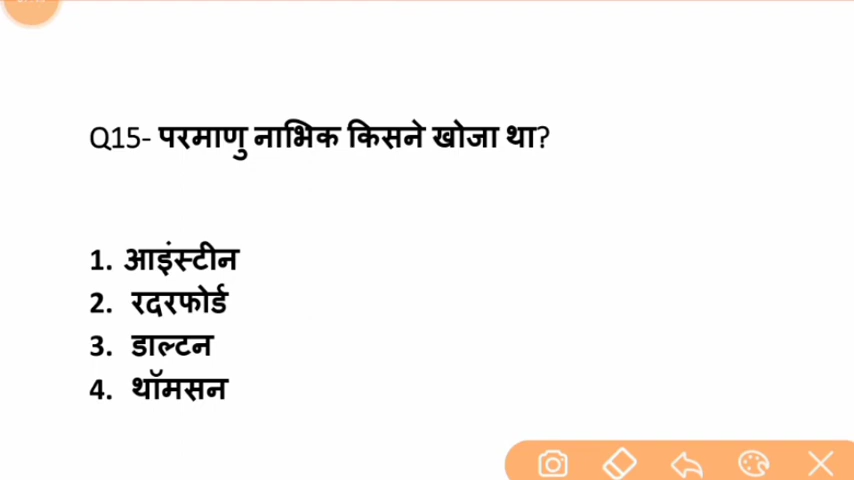 Q15- परमाणु नाभिक किसने खोजा था?
1. आइंस्टीन
2. रदरफोर्ड
3. डाल्टन
4. थॉमसन